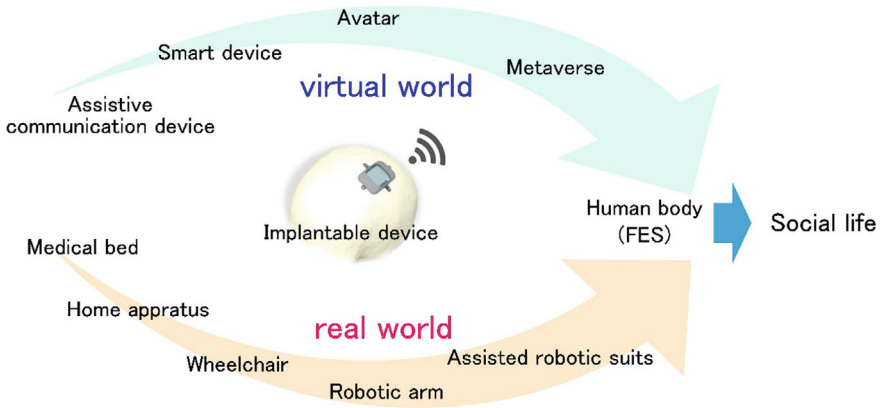 Avatar
Smart device
Metaverse
virtual world
Assistive
communication device
Implantable device
Human body
(FES)
Social life
Medical bed
Home appratus
real world
Wheelchair
Assisted robotic suits
Robotic arm